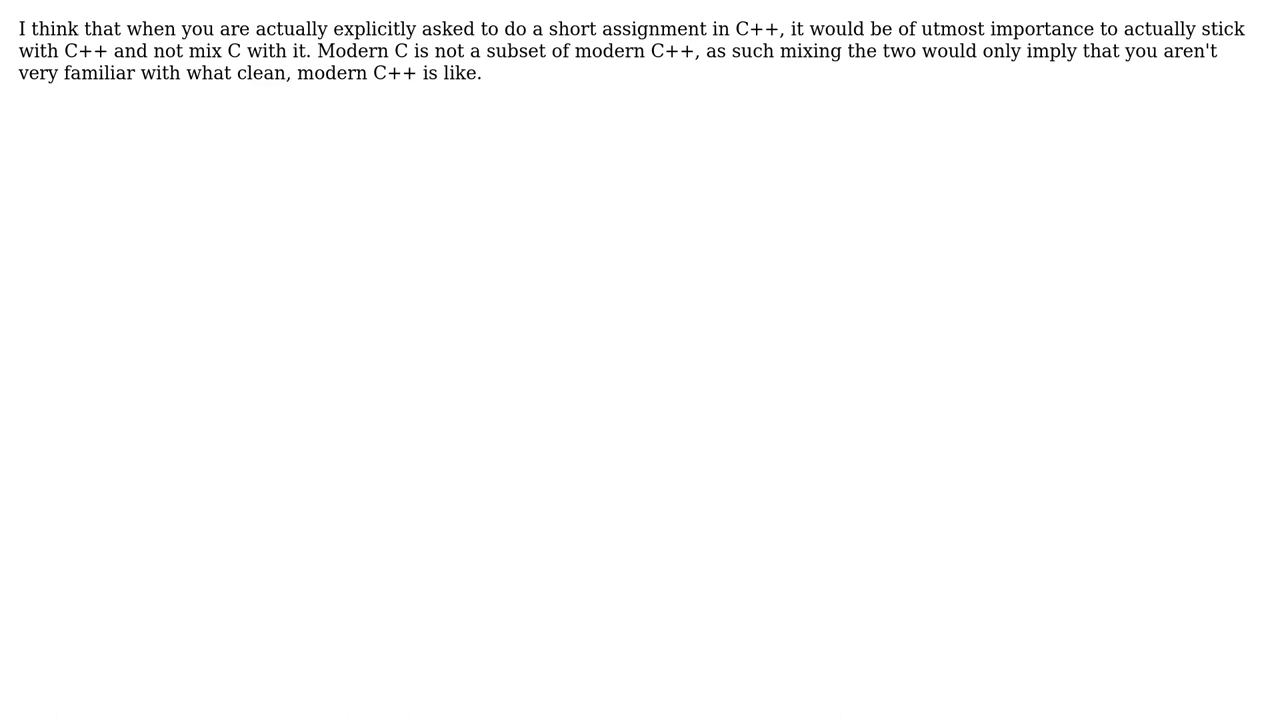 I think that when you are actually explicitly asked to do a short assignment in C++, it would be of utmost importance to actually stick
with C++ and not mix C with it. Modern C is not a subset of modern C++, as such mixing the two would only imply that you aren't
very familiar with what clean, modern C++ is like.